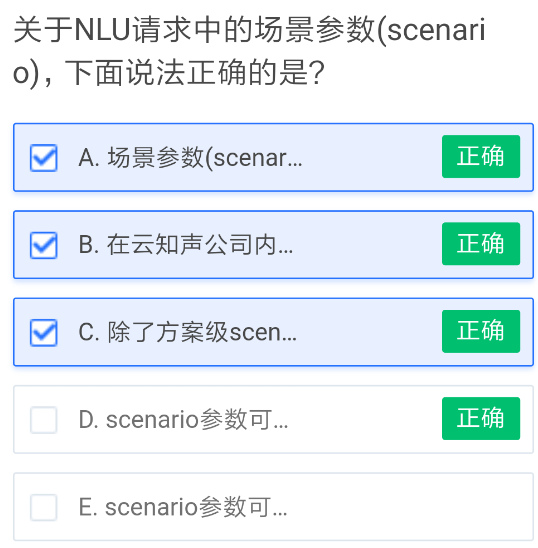 关于NLU请求中的场景参数(scenari
o)，下面说法正确的是？
A. 场景参数(scenar... 正确
B. 在云知声公司内... 正确
C. 除了方案级scen... 正确
D. scenario参数可... 正确
E. scenario参数可...